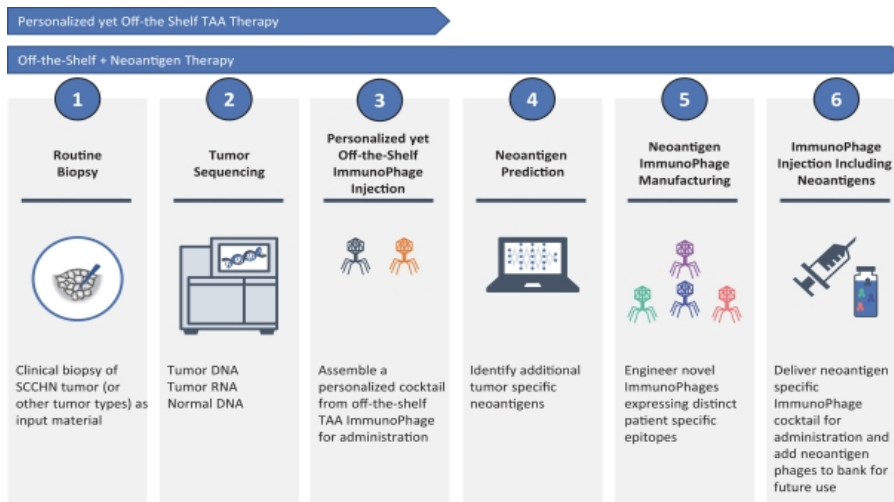 Personalized yet Off-the Shelf TAA Therapy
Off-the-Shelf + Neoantigen Therapy
1
Routine
Biopsy
Clinical biopsy of
SCCHN tumor (or
other tumor types) as
input material
2
Tumor
Sequencing
Tumor DNA
Tumor RNA
Normal DNA
3
Personalized yet
Off-the-Shelf
ImmunoPhage
Injection
Assemble a
personalized cocktail
from off-the-shelf
TAA ImmunoPhage
for administration
4
Neoantigen
Prediction
Identify additional
tumor specific
neoantigens
5
Neoantigen
ImmunoPhage
Manufacturing
Engineer novel
ImmunoPhages
expressing distinct
patient specific
epitopes
6
ImmunoPhage
Injection Including
Neoantigens
Deliver neoantigen
specific
ImmunoPhage
cocktail for
administration and
add neoantigen
phages to bank for
future use